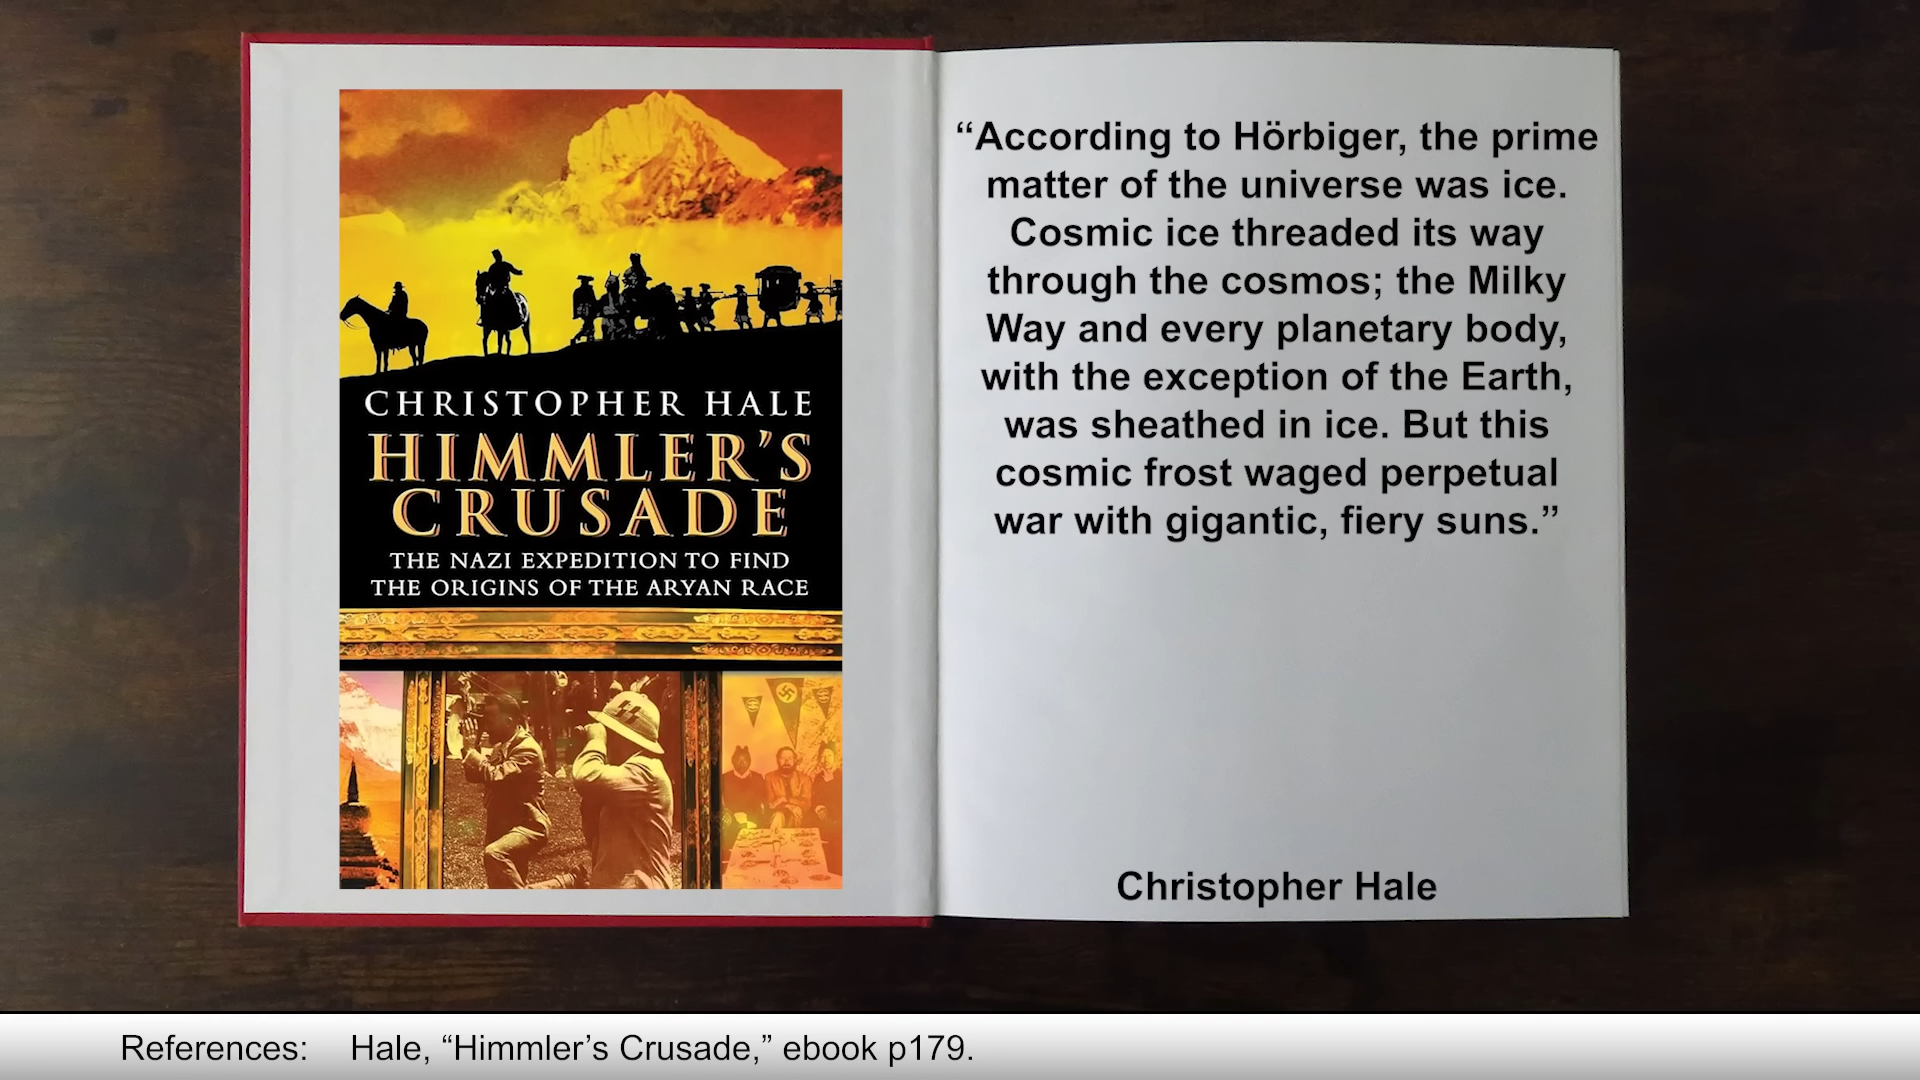 CHRISTOPHER HALE
HIMMLER’S
CRUSADE
THE NAZI EXPEDITION TO FIND
THE ORIGINS OF THE ARYAN RACE
“According to Hörbiger, the prime
matter of the universe was ice.
Cosmic ice threaded its way
through the cosmos; the Milky
Way and every planetary body,
with the exception of the Earth,
was sheathed in ice. But this
cosmic frost waged perpetual
war with gigantic, fiery suns.”
Christopher Hale
References: Hale, “Himmler’s Crusade,” ebook p179.